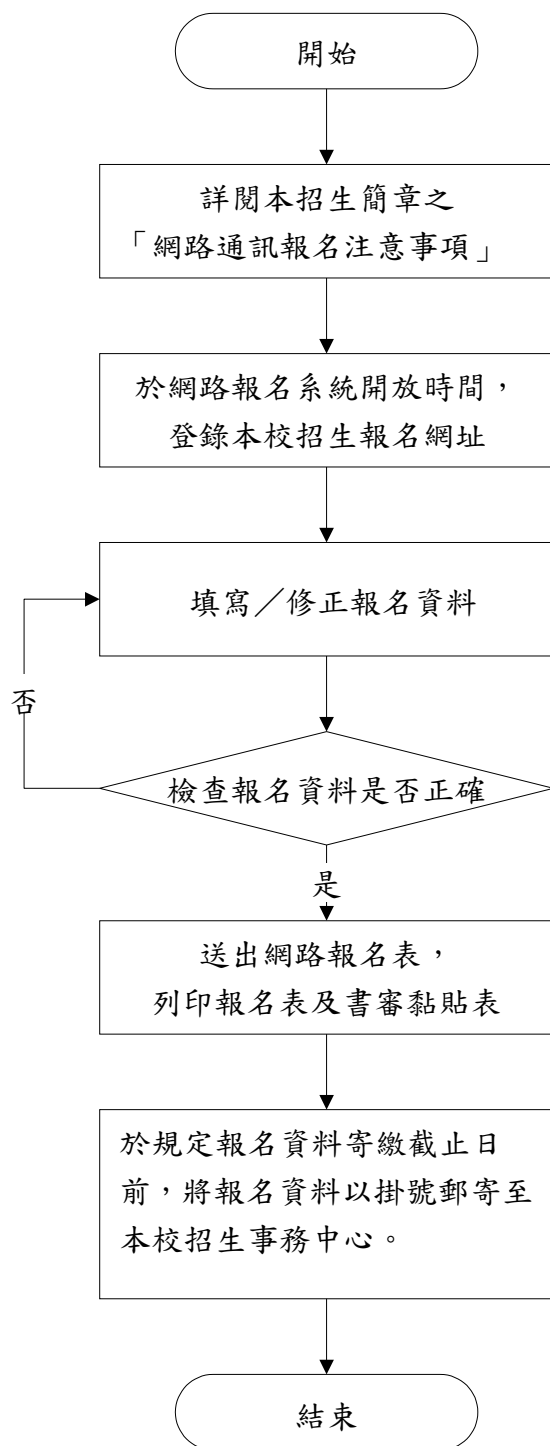 開始
詳閱本招生簡章之
「網路通訊報名注意事項」
於網路報名系統開放時間，
登錄本校招生報名網址
填寫／修正報名資料
否
檢查報名資料是否正確
是
送出網路報名表，
列印報名表及書審黏貼表
於規定報名資料寄繳截止日
前，將報名資料以掛號郵寄至
本校招生事務中心。
結束